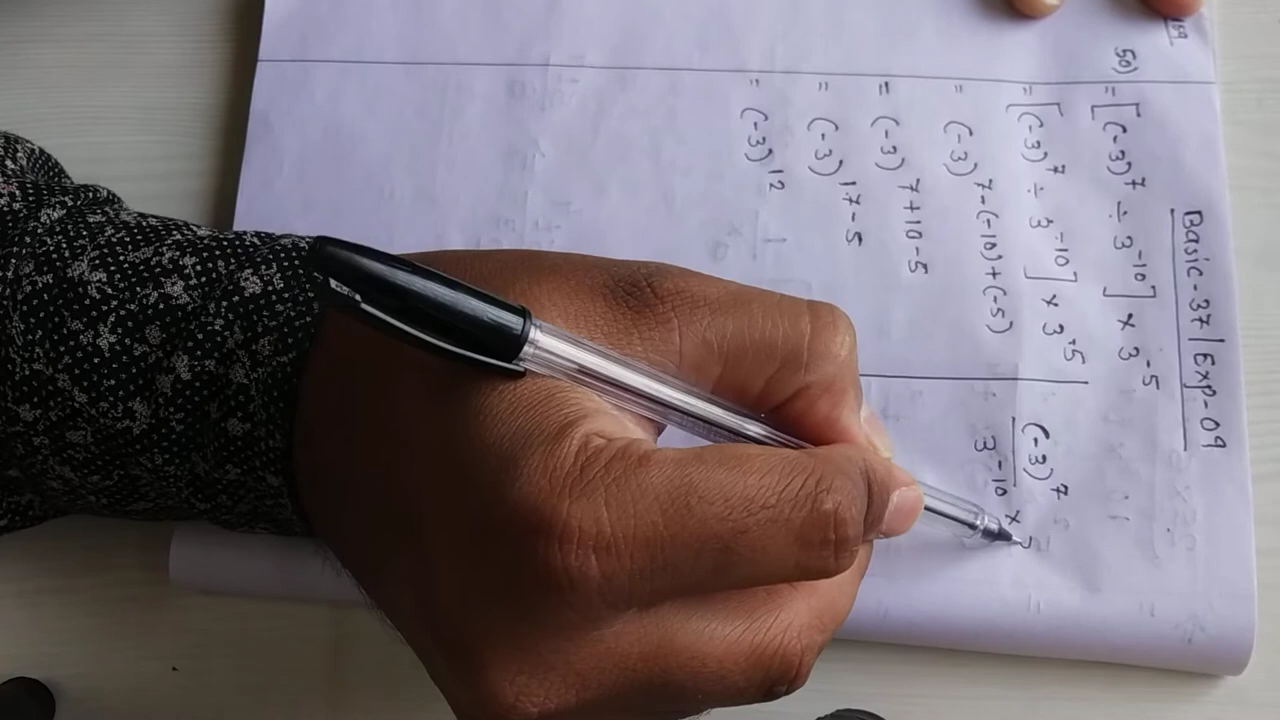 169
Basic-37 | Exp-09
50) = [(-3)⁷ ÷ 3⁻¹⁰] × 3⁻⁵
= [(-3)⁷ ÷ 3⁻¹⁰] × 3⁻⁵
= (-3)⁷⁻⁽⁻¹⁰⁾⁺⁽⁻⁵⁾
= (-3)⁷⁺¹⁰⁻⁵
= (-3)¹⁷⁻⁵
= (-3)¹²
(-3)⁷
3⁻¹⁰ ×